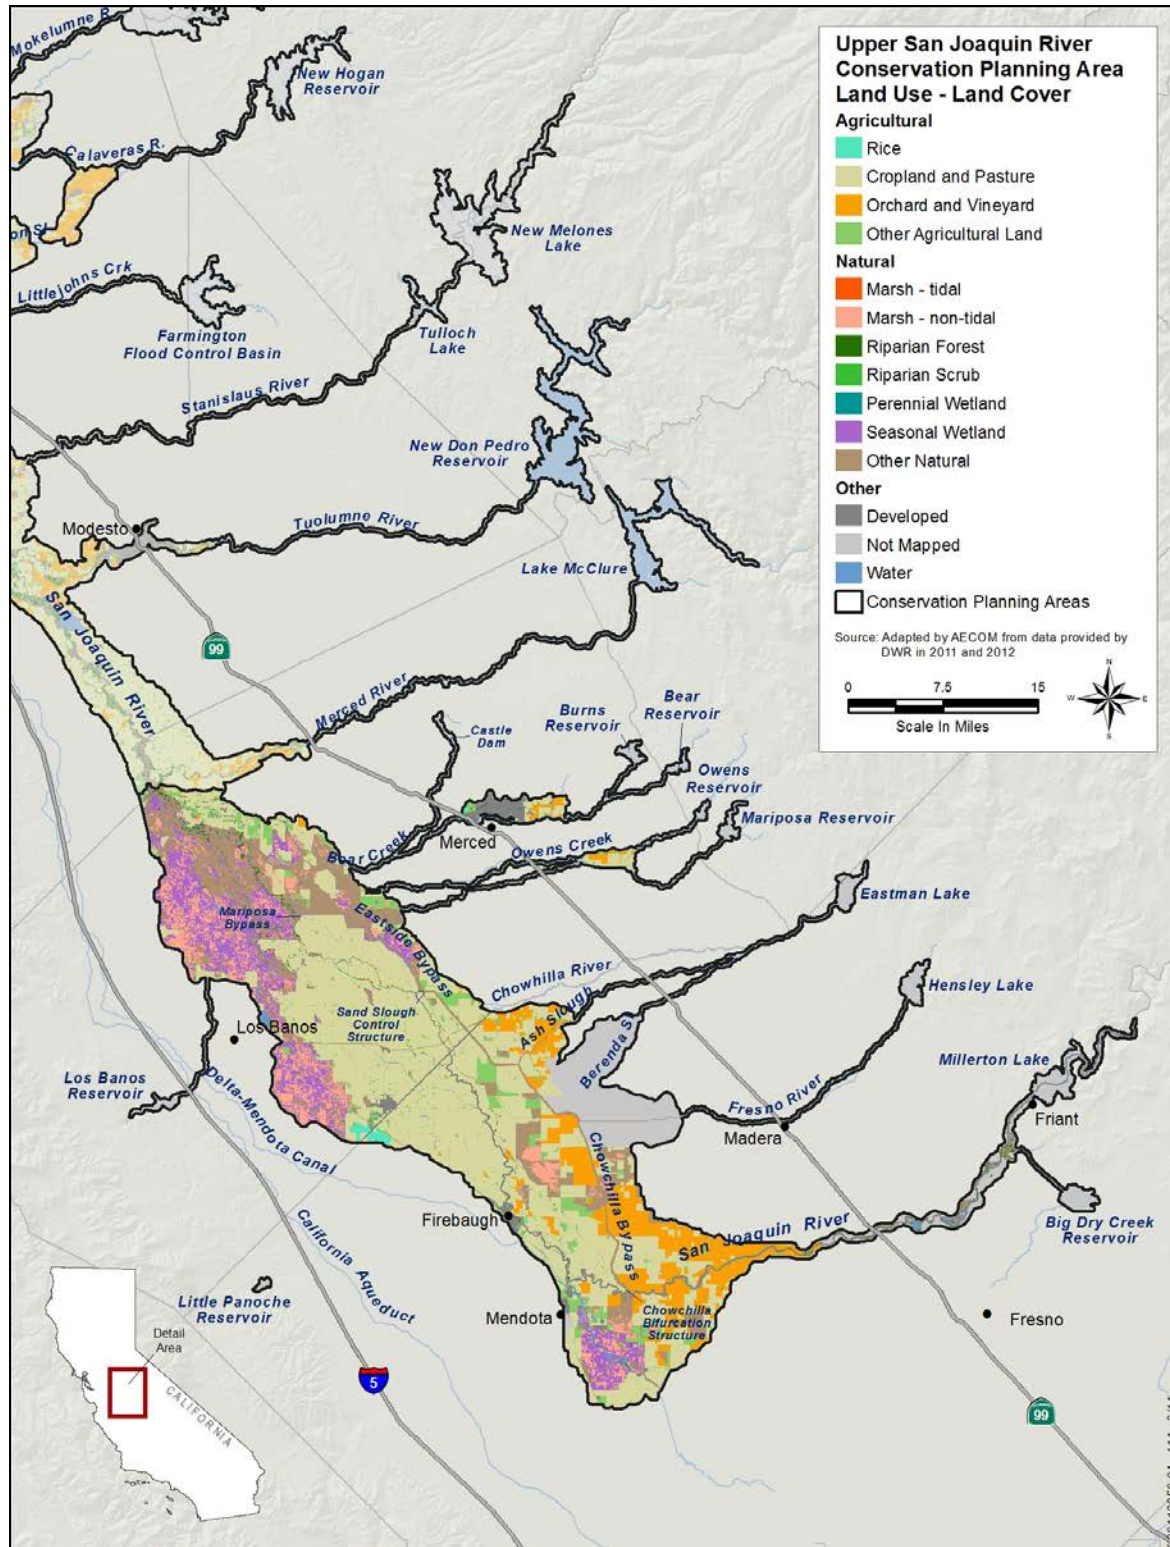 Mokelumne R.
New Hogan
Reservoir
Calaveras R.
Littlejohns Crk
Farmington
Flood Control Basin
New Melones
Lake
Tulloch
Lake
Stanislaus River
New Don Pedro
Reservoir
Modesto
Tuolumne River
Lake McClure
San Joaquin River
99
Merced River
Castle
Dam
Burns
Reservoir
Bear
Reservoir
Owens
Reservoir
Mariposa Reservoir
Merced
Bear Creek
Owens Creek
Eastman Lake
Mariposa
Bypass
Eastside Bypass
Chowhilla River
Hensley Lake
Ash Slough
Sand Slough
Control
Structure
Los Banos
Berenda S.
Millerton Lake
Los Banos
Reservoir
Delta-Mendota Canal
Fresno River
Madera
Friant
Firebaugh
Chowchilla Bypass
San Joaquin River
Big Dry Creek
Reservoir
California Aqueduct
Little Panoche
Reservoir
Mendota
Chowchilla
Bifurcation
Structure
Fresno
Detail
Area
CALIFORNIA
5
99
Upper San Joaquin River
Conservation Planning Area
Land Use - Land Cover
Agricultural
Rice
Cropland and Pasture
Orchard and Vineyard
Other Agricultural Land
Natural
Marsh - tidal
Marsh - non-tidal
Riparian Forest
Riparian Scrub
Perennial Wetland
Seasonal Wetland
Other Natural
Other
Developed
Not Mapped
Water
Conservation Planning Areas
Source: Adapted by AECOM from data provided by
DWR in 2011 and 2012
0 7.5 15
Scale In Miles
N
W E
S